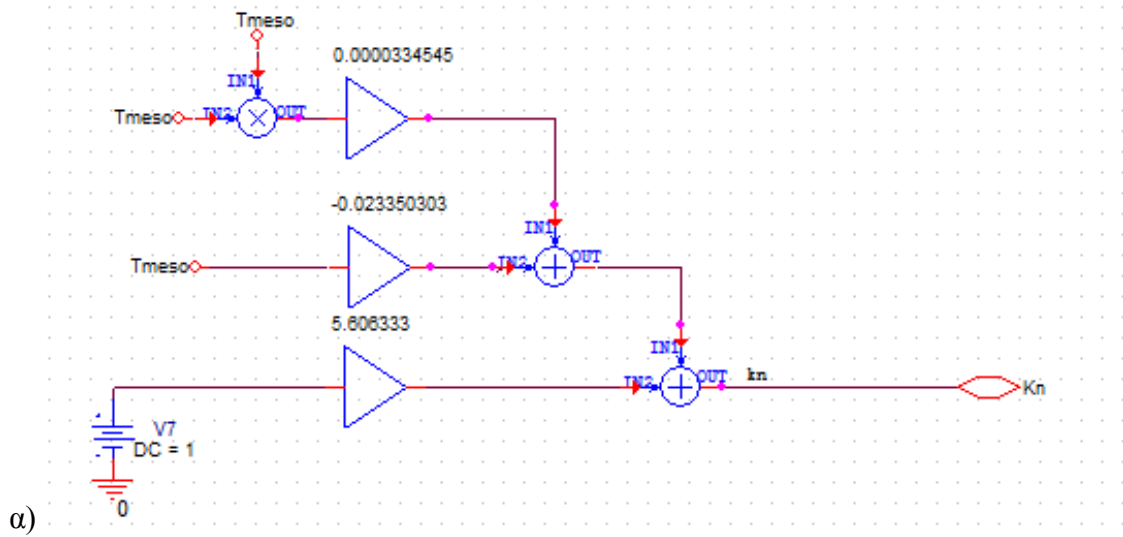 Tmeso
0.0000334545
IN1
Tmeso IN2 OUT
-0.023350303
IN1
Tmeso IN2 OUT
5.606333
IN1
IN2 OUT kn Kn
V7
DC = 1
0
α)